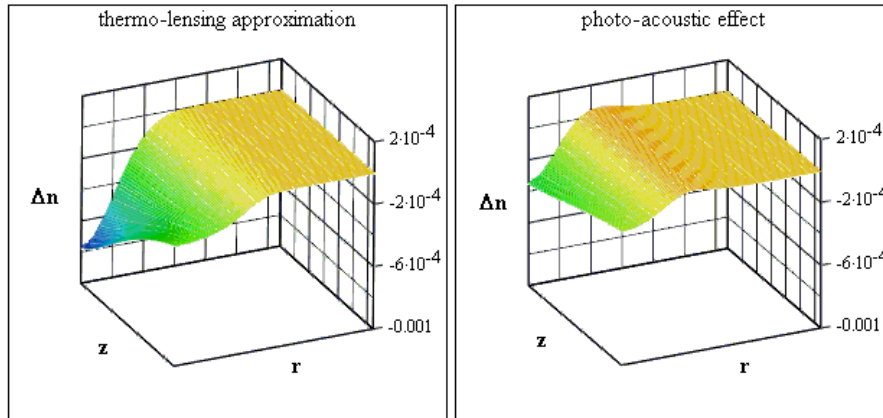 thermo-lensing approximation
2·10⁻⁴
-2·10⁻⁴
-6·10⁻⁴
-0.001
Δn
z
r
photo-acoustic effect
2·10⁻⁴
-2·10⁻⁴
-6·10⁻⁴
-0.001
Δn
z
r